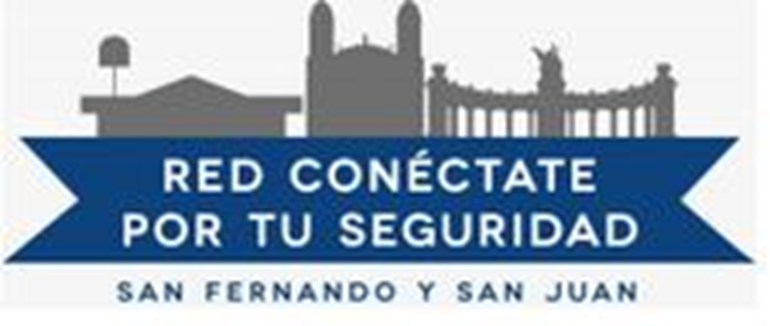 RED CONÉCTATE
POR TU SEGURIDAD
SAN FERNANDO Y SAN JUAN